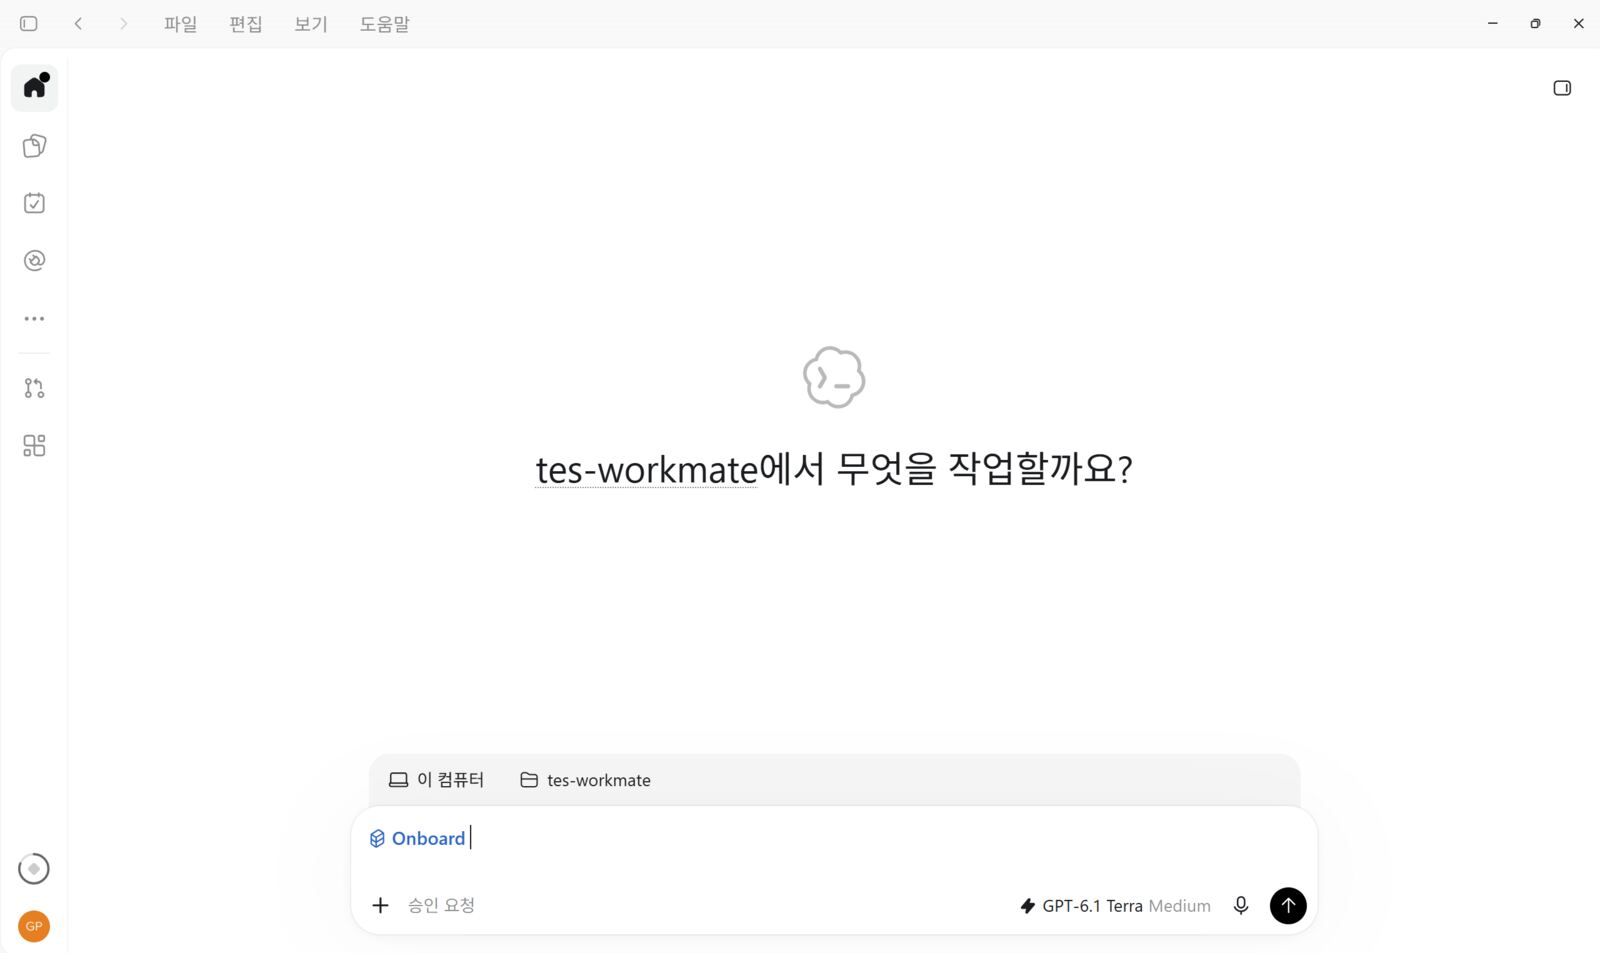 파일 편집 보기 도움말
tes-workmate에서 무엇을 작업할까요?
이 컴퓨터 tes-workmate
Onboard
승인 요청 GPT-6.1 Terra Medium
GP